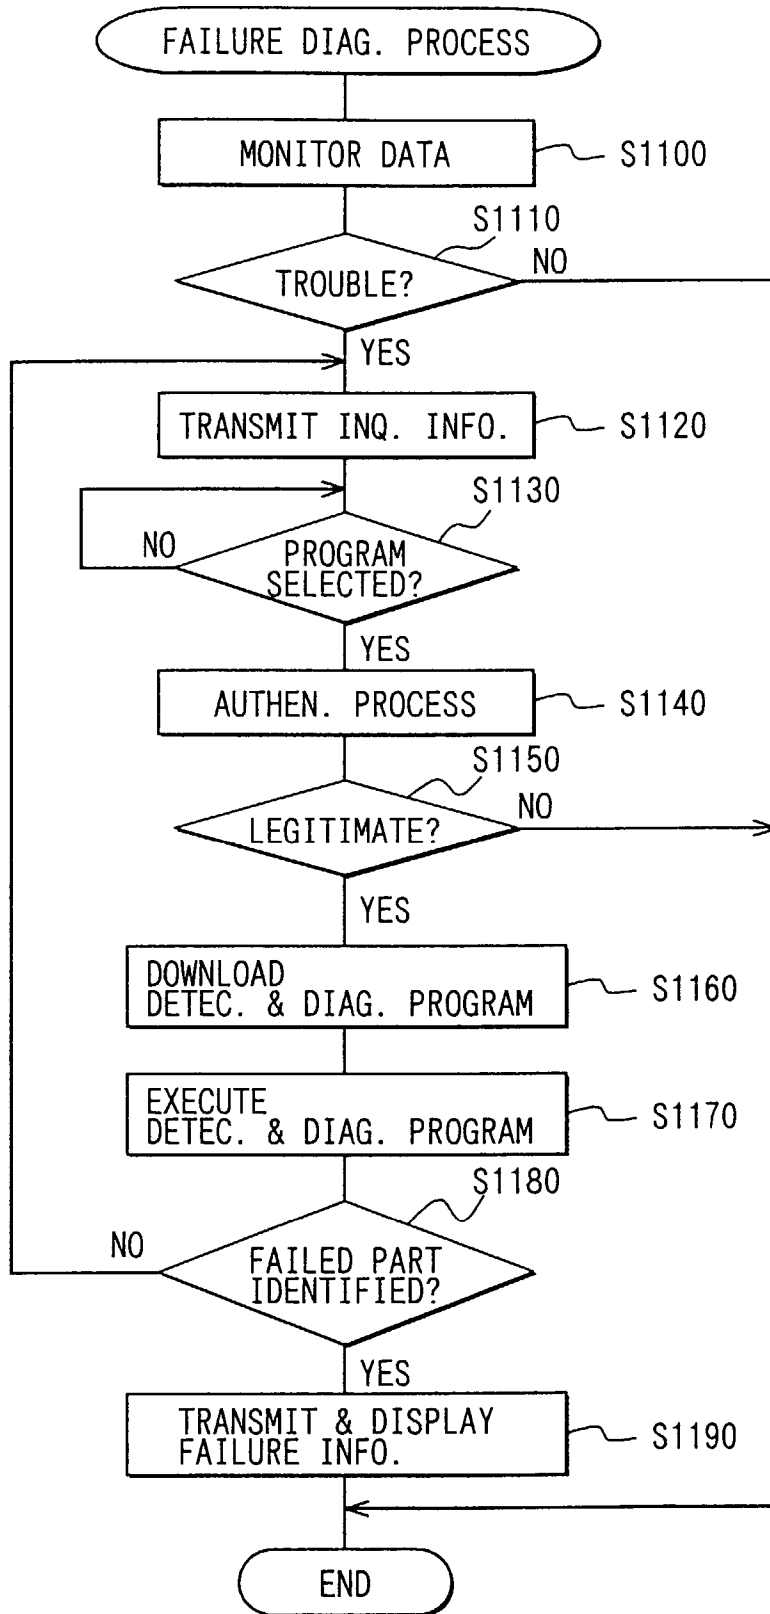 FAILURE DIAG. PROCESS
MONITOR DATA
S1100
S1110
TROUBLE?
NO
YES
TRANSMIT INQ. INFO.
S1120
S1130
NO
PROGRAM
SELECTED?
YES
AUTHEN. PROCESS
S1140
S1150
LEGITIMATE?
NO
YES
DOWNLOAD
DETEC. & DIAG. PROGRAM
S1160
EXECUTE
DETEC. & DIAG. PROGRAM
S1170
S1180
NO
FAILED PART
IDENTIFIED?
YES
TRANSMIT & DISPLAY
FAILURE INFO.
S1190
END